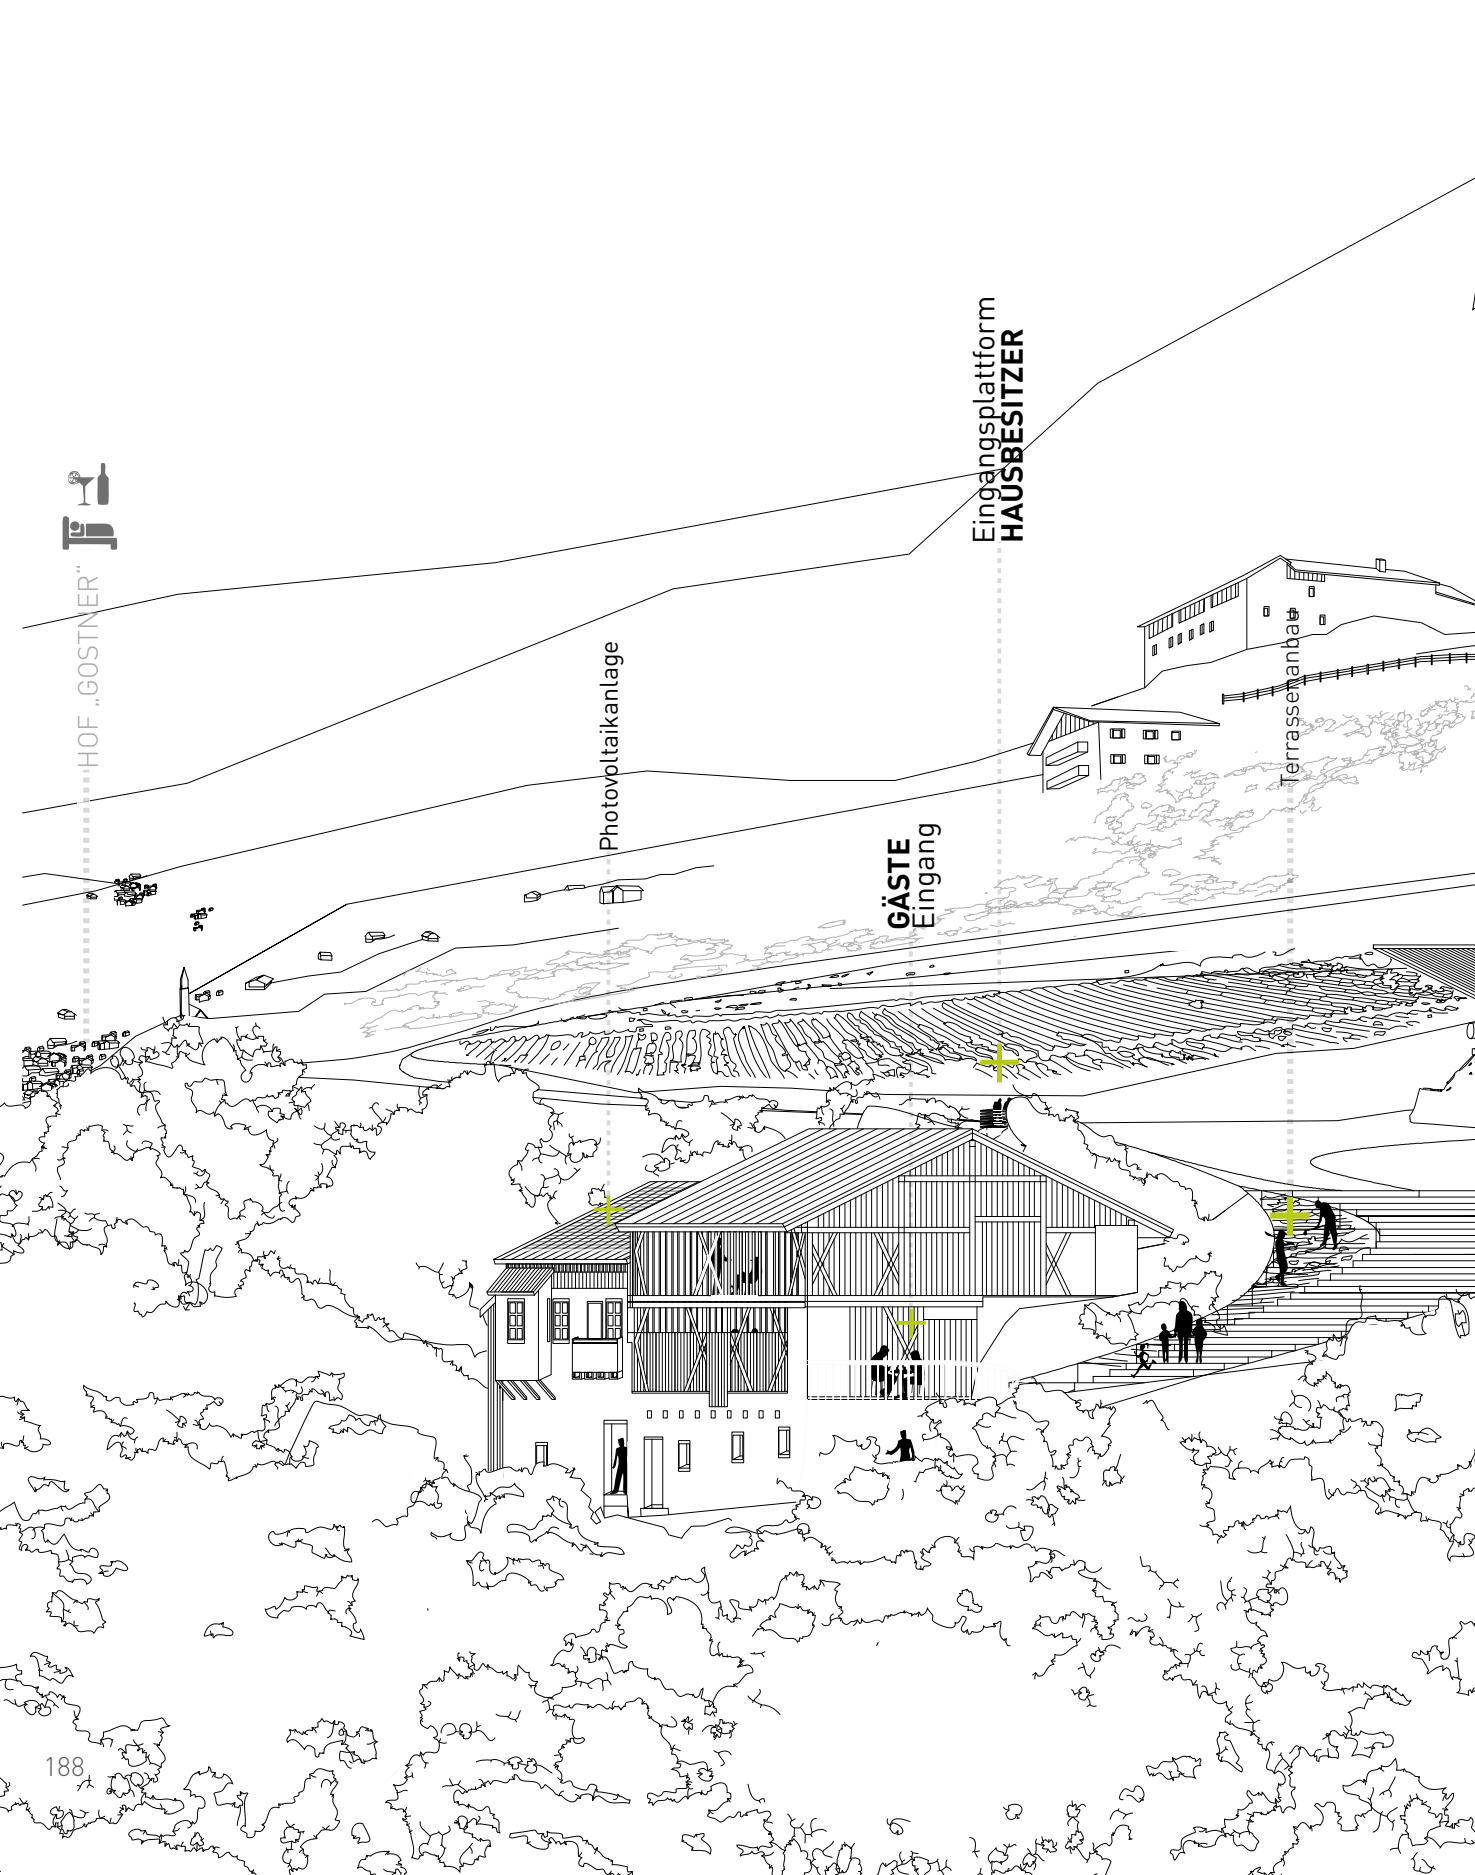 HOF „GOSTNER“
Photovoltaikanlage
GÄSTE
Eingang
Eingangsplattform
HAUSBESITZER
Terrassenanbau
188